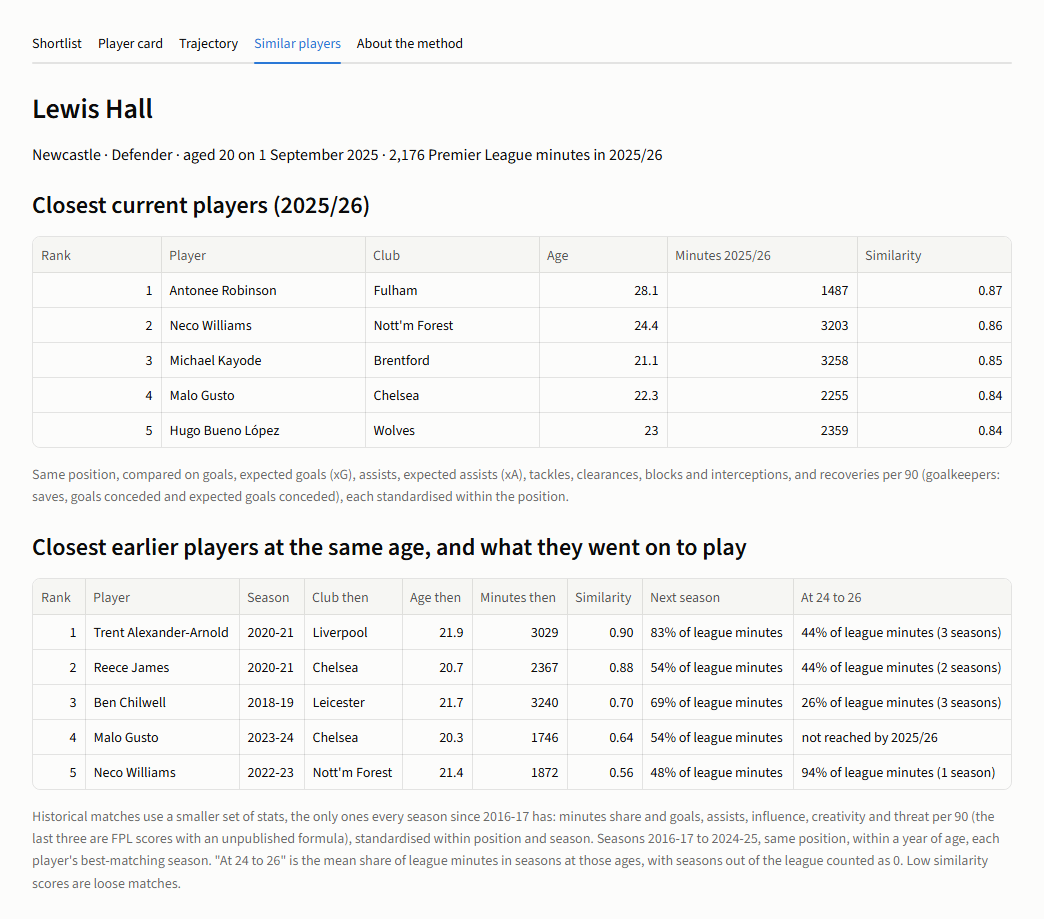 Shortlist Player card Trajectory Similar players About the method
Lewis Hall
Newcastle · Defender · aged 20 on 1 September 2025 · 2,176 Premier League minutes in 2025/26
Closest current players (2025/26)
Rank Player Club Age Minutes 2025/26 Similarity
1 Antonee Robinson Fulham 28.1 1487 0.87
2 Neco Williams Nott'm Forest 24.4 3203 0.86
3 Michael Kayode Brentford 21.1 3258 0.85
4 Malo Gusto Chelsea 22.3 2255 0.84
5 Hugo Bueno López Wolves 23 2359 0.84
Same position, compared on goals, expected goals (xG), assists, expected assists (xA), tackles, clearances, blocks and interceptions, and recoveries per 90 (goalkeepers:
saves, goals conceded and expected goals conceded), each standardised within the position.
Closest earlier players at the same age, and what they went on to play
Rank Player Season Club then Age then Minutes then Similarity Next season At 24 to 26
1 Trent Alexander-Arnold 2020-21 Liverpool 21.9 3029 0.90 83% of league minutes 44% of league minutes (3 seasons)
2 Reece James 2020-21 Chelsea 20.7 2367 0.88 54% of league minutes 44% of league minutes (2 seasons)
3 Ben Chilwell 2018-19 Leicester 21.7 3240 0.70 69% of league minutes 26% of league minutes (3 seasons)
4 Malo Gusto 2023-24 Chelsea 20.3 1746 0.64 54% of league minutes not reached by 2025/26
5 Neco Williams 2022-23 Nott'm Forest 21.4 1872 0.56 48% of league minutes 94% of league minutes (1 season)
Historical matches use a smaller set of stats, the only ones every season since 2016-17 has: minutes share and goals, assists, influence, creativity and threat per 90 (the
last three are FPL scores with an unpublished formula), standardised within position and season. Seasons 2016-17 to 2024-25, same position, within a year of age, each
player's best-matching season. "At 24 to 26" is the mean share of league minutes in seasons at those ages, with seasons out of the league counted as 0. Low similarity
scores are loose matches.